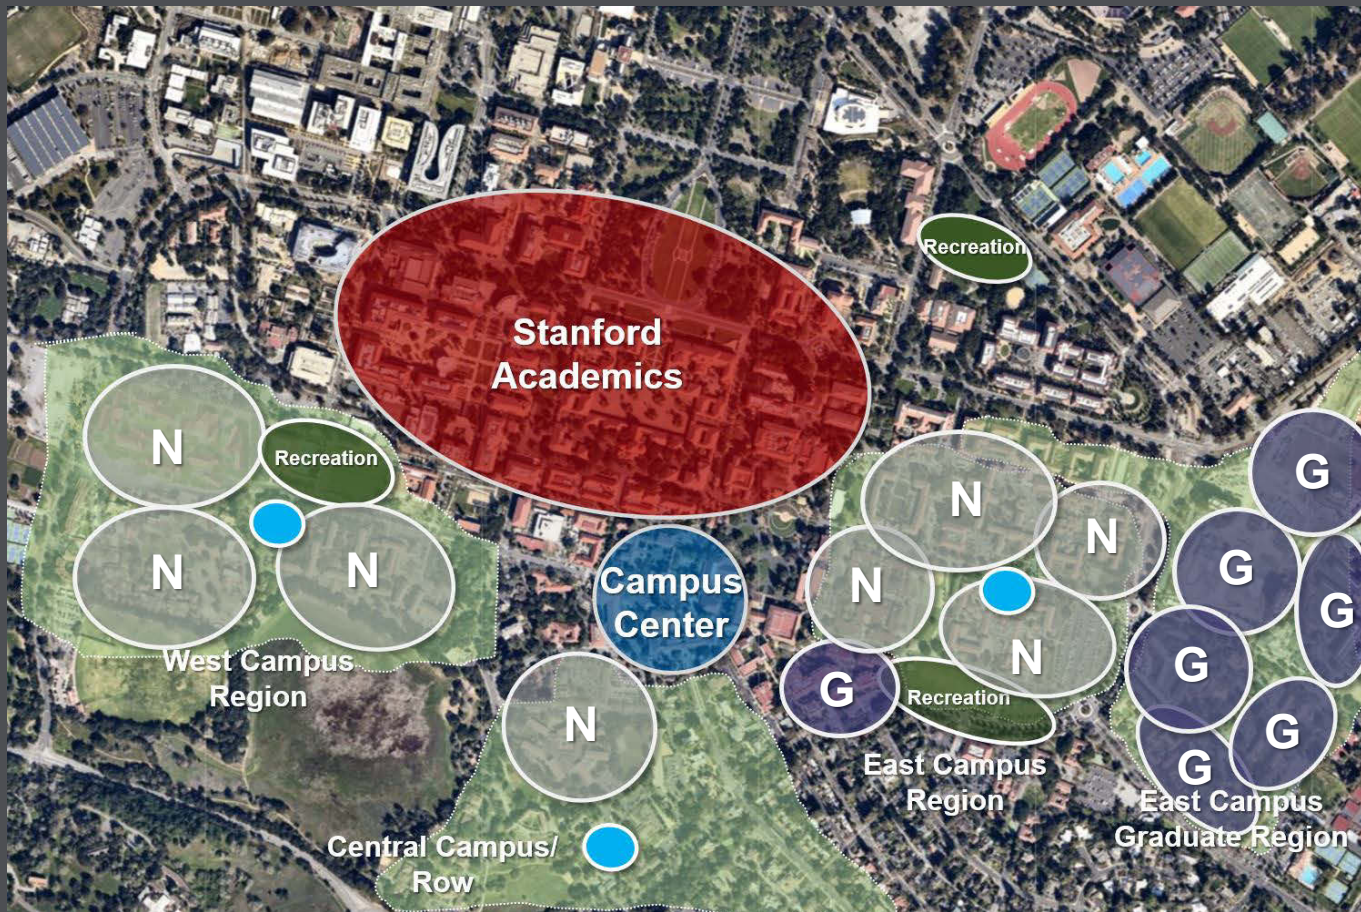 Recreation
Stanford
Academics
N
Recreation
N
N
G
N
N
G
N
N
G
Campus
Center
N
G
G
Recreation
West Campus
Region
N
G
G
East Campus
Region
East Campus
Graduate Region
Central Campus/
Row